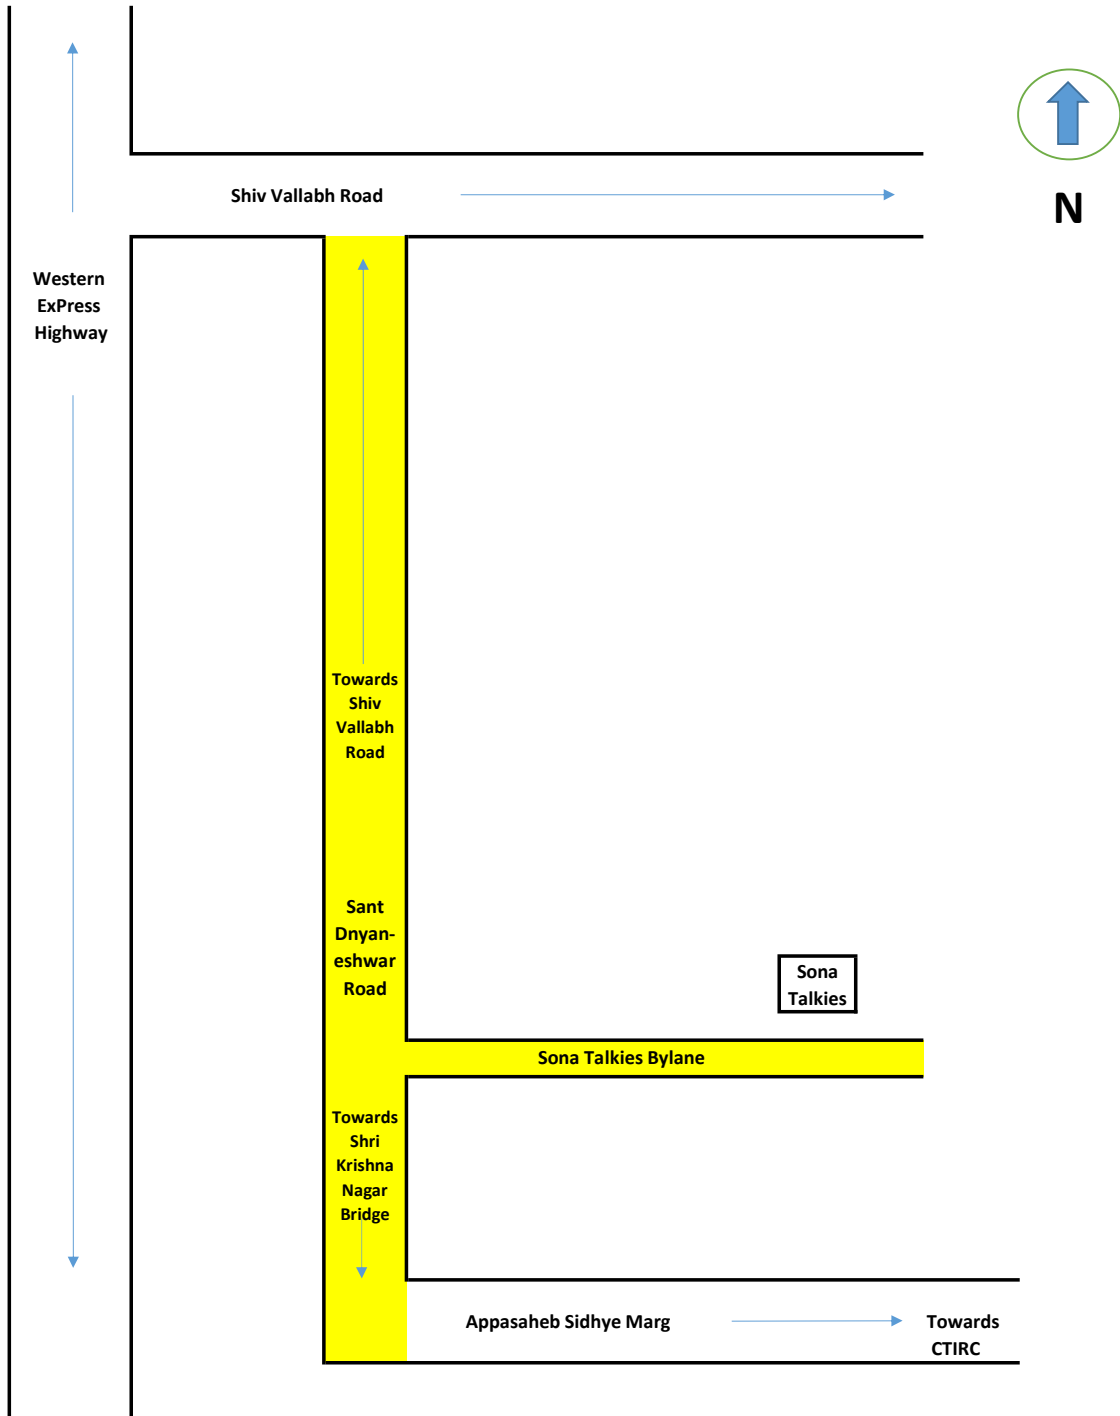 Shiv Vallabh Road
N
Western
ExPress
Highway
Towards
Shiv
Vallabh
Road
Sant
Dnyan-
eshwar
Road
Sona
Talkies
Sona Talkies Bylane
Towards
Shri
Krishna
Nagar
Bridge
Appasaheb Sidhye Marg
Towards
CTIRC